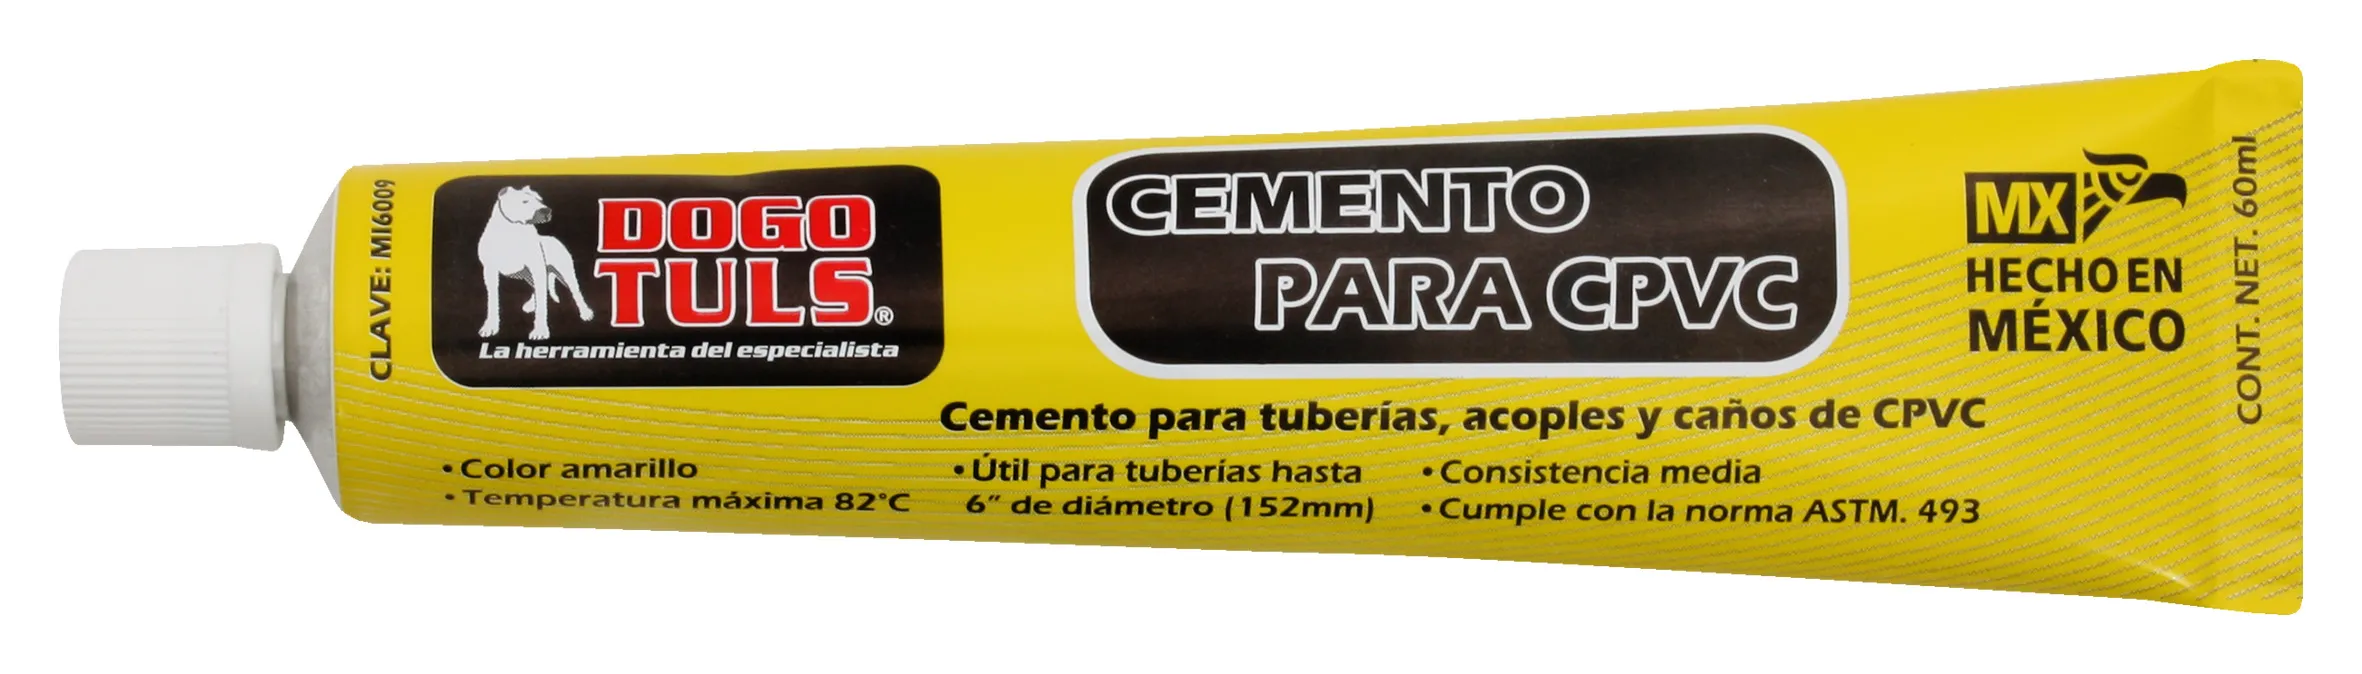 CLAVE: MI6009
DOGO
TULS®
La herramienta del especialista
CEMENTO
PARA CPVC
Cemento para tuberías, acoples y caños de CPVC
• Color amarillo
• Temperatura máxima 82°C
• Útil para tuberías hasta
6” de diámetro (152mm)
• Consistencia media
• Cumple con la norma ASTM. 493
MX
HECHO EN
MÉXICO
CONT. NET. 60ml